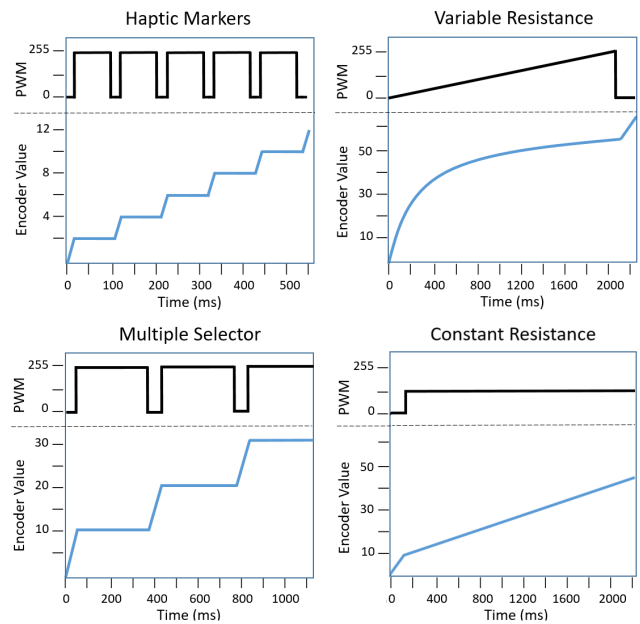 Haptic Markers
255
0
PWM
12
8
4
Encoder Value
0 100 200 300 400 500
Time (ms)
Variable Resistance
255
0
PWM
50
30
10
Encoder Value
0 400 800 1200 1600 2000
Time (ms)
Multiple Selector
255
0
PWM
30
20
10
Encoder Value
0 200 400 600 800 1000
Time (ms)
Constant Resistance
255
0
PWM
50
30
10
Encoder Value
0 400 800 1200 1600 2000
Time (ms)